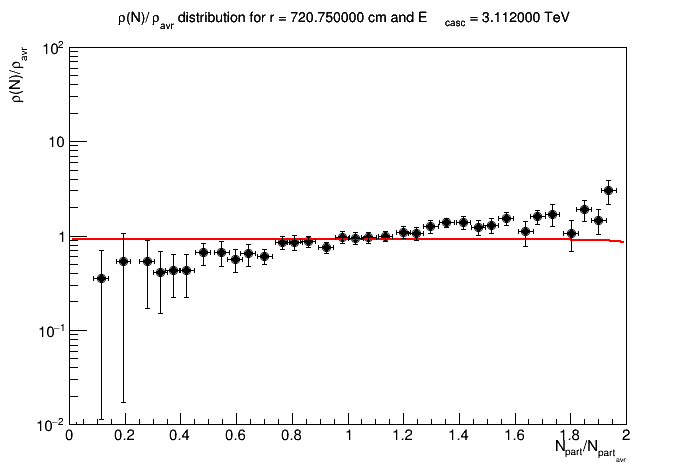 ρ(N)/ρavr distribution for r = 720.750000 cm and E casc = 3.112000 TeV
ρ(N)/ρavr
10²
10
1
10⁻¹
10⁻²
0 0.2 0.4 0.6 0.8 1 1.2 1.4 1.6 1.8 2
Npart/Npartavr